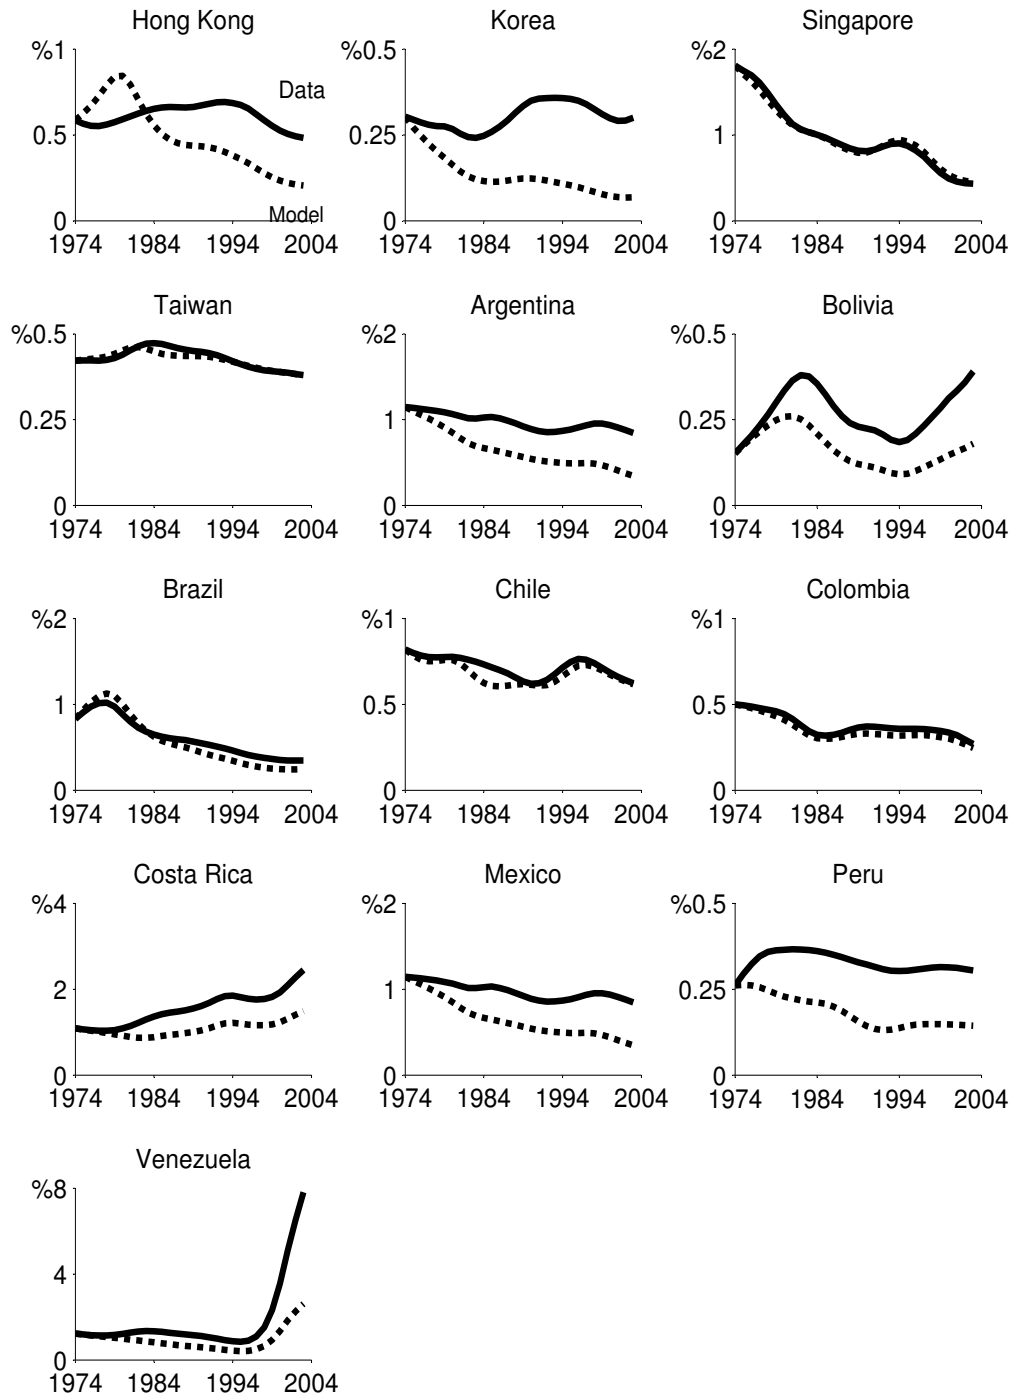 Hong Kong Korea Singapore
%1 %0.5 %2
Data
0.5 0.25 1
Model
0 0 0
1974 1984 1994 2004 1974 1984 1994 2004 1974 1984 1994 2004
Taiwan Argentina Bolivia
%0.5 %2 %0.5
0.25 1 0.25
0 0 0
1974 1984 1994 2004 1974 1984 1994 2004 1974 1984 1994 2004
Brazil Chile Colombia
%2 %1 %1
1 0.5 0.5
0 0 0
1974 1984 1994 2004 1974 1984 1994 2004 1974 1984 1994 2004
Costa Rica Mexico Peru
%4 %2 %0.5
2 1 0.25
0 0 0
1974 1984 1994 2004 1974 1984 1994 2004 1974 1984 1994 2004
Venezuela
%8
4
0
1974 1984 1994 2004